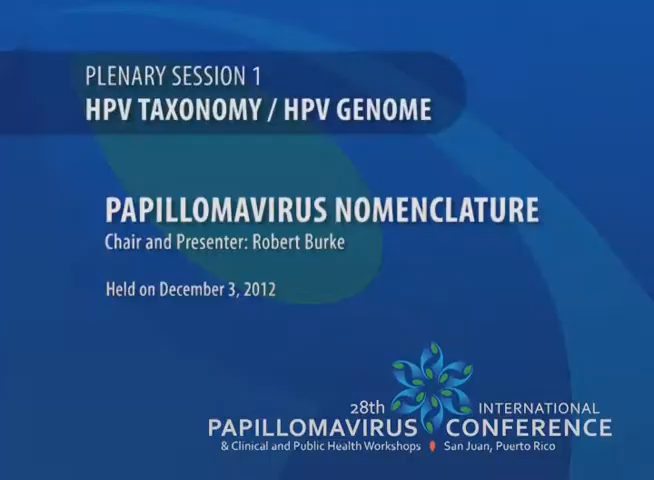 PLENARY SESSION 1
HPV TAXONOMY / HPV GENOME
PAPILLOMAVIRUS NOMENCLATURE
Chair and Presenter: Robert Burke
Held on December 3, 2012
28th INTERNATIONAL
PAPILLOMAVIRUS CONFERENCE
& Clinical and Public Health Workshops San Juan, Puerto Rico